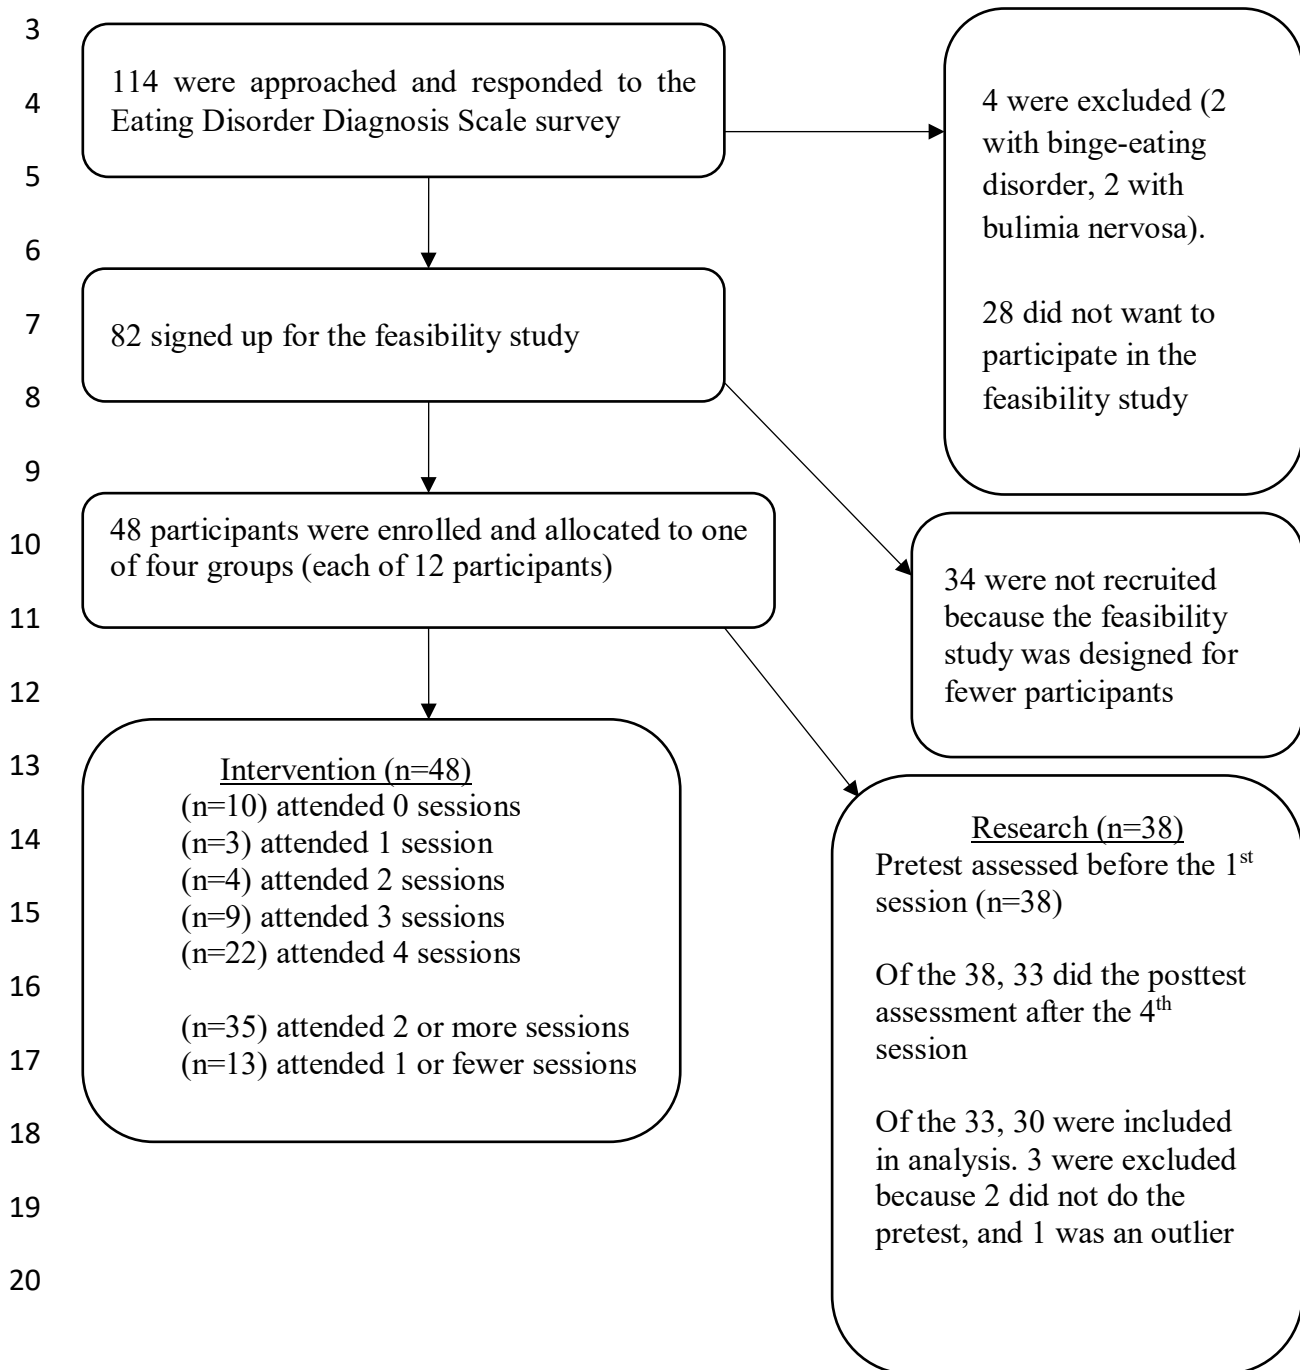 3
4
5
6
7
8
9
10
11
12
13
14
15
16
17
18
19
20
114 were approached and responded to the
Eating Disorder Diagnosis Scale survey
4 were excluded (2
with binge-eating
disorder, 2 with
bulimia nervosa).
28 did not want to
participate in the
feasibility study
82 signed up for the feasibility study
48 participants were enrolled and allocated to one
of four groups (each of 12 participants)
34 were not recruited
because the feasibility
study was designed for
fewer participants
Intervention (n=48)
(n=10) attended 0 sessions
(n=3) attended 1 session
(n=4) attended 2 sessions
(n=9) attended 3 sessions
(n=22) attended 4 sessions
(n=35) attended 2 or more sessions
(n=13) attended 1 or fewer sessions
Research (n=38)
Pretest assessed before the 1st
session (n=38)
Of the 38, 33 did the posttest
assessment after the 4th
session
Of the 33, 30 were included
in analysis. 3 were excluded
because 2 did not do the
pretest, and 1 was an outlier